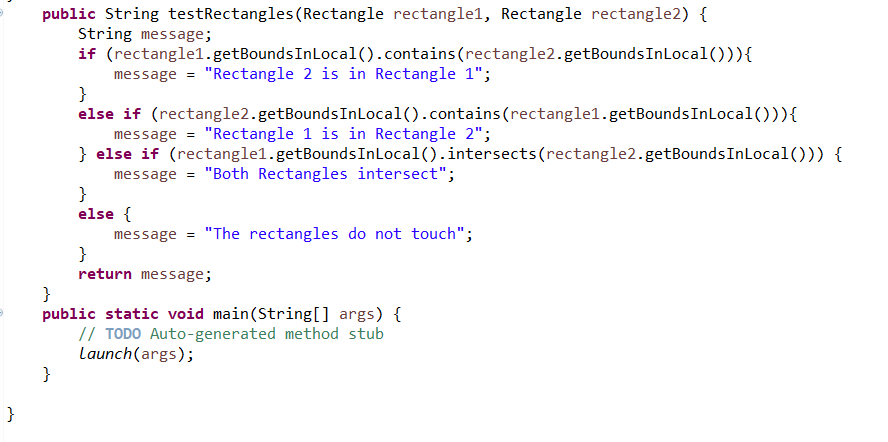 public String testRectangles(Rectangle rectangle1, Rectangle rectangle2) {
String message;
if (rectangle1.getBoundsInLocal().contains(rectangle2.getBoundsInLocal())){
message = "Rectangle 2 is in Rectangle 1";
}
else if (rectangle2.getBoundsInLocal().contains(rectangle1.getBoundsInLocal())){
message = "Rectangle 1 is in Rectangle 2";
} else if (rectangle1.getBoundsInLocal().intersects(rectangle2.getBoundsInLocal())) {
message = "Both Rectangles intersect";
}
else {
message = "The rectangles do not touch";
}
return message;
}
public static void main(String[] args) {
// TODO Auto-generated method stub
launch(args);
}
}